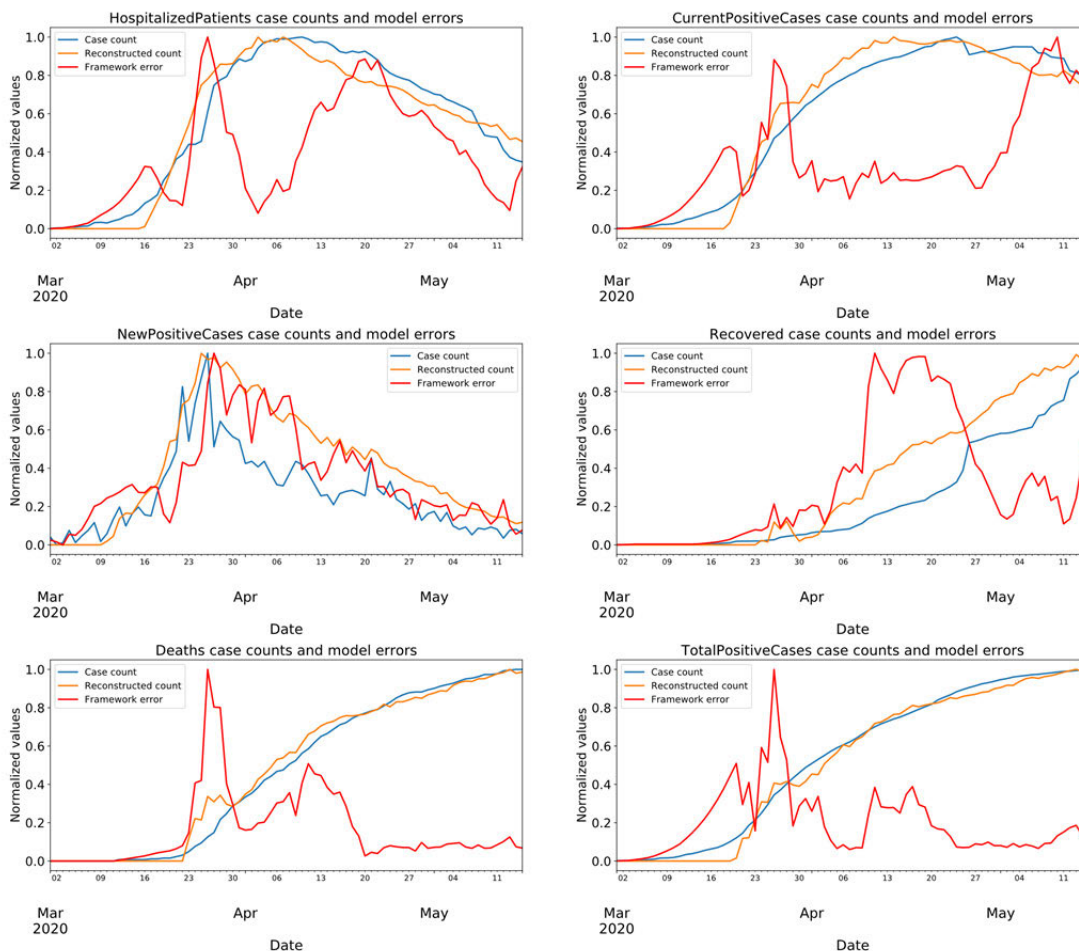 HospitalizedPatients case counts and model errors
Case count
Reconstructed count
Framework error
Normalized values
1.0
0.8
0.6
0.4
0.2
0.0
02 09 16 23 30 06 13 20 27 04 11
Mar Apr May
2020
Date
CurrentPositiveCases case counts and model errors
Case count
Reconstructed count
Framework error
Normalized values
1.0
0.8
0.6
0.4
0.2
0.0
02 09 16 23 30 06 13 20 27 04 11
Mar Apr May
2020
Date
NewPositiveCases case counts and model errors
Case count
Reconstructed count
Framework error
Normalized values
1.0
0.8
0.6
0.4
0.2
0.0
02 09 16 23 30 06 13 20 27 04 11
Mar Apr May
2020
Date
Recovered case counts and model errors
Case count
Reconstructed count
Framework error
Normalized values
1.0
0.8
0.6
0.4
0.2
0.0
02 09 16 23 30 06 13 20 27 04 11
Mar Apr May
2020
Date
Deaths case counts and model errors
Case count
Reconstructed count
Framework error
Normalized values
1.0
0.8
0.6
0.4
0.2
0.0
02 09 16 23 30 06 13 20 27 04 11
Mar Apr May
2020
Date
TotalPositiveCases case counts and model errors
Case count
Reconstructed count
Framework error
Normalized values
1.0
0.8
0.6
0.4
0.2
0.0
02 09 16 23 30 06 13 20 27 04 11
Mar Apr May
2020
Date